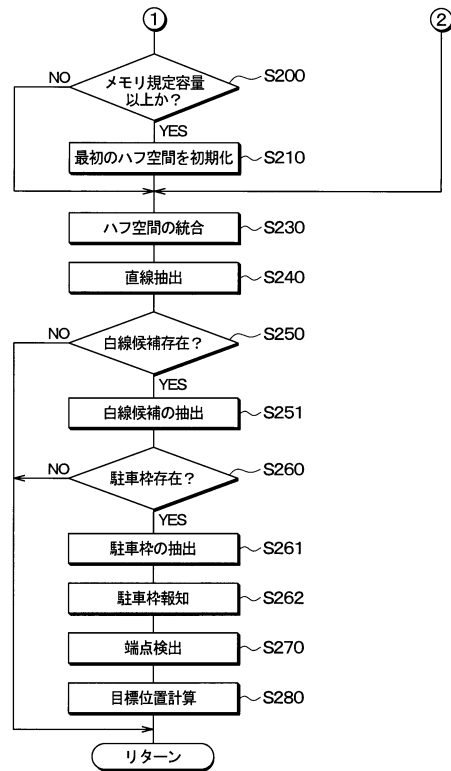 1
2
メモリ規定容量
以上か?
S200
NO
YES
最初のハフ空間を初期化
S210
ハフ空間の統合
S230
直線抽出
S240
白線候補存在?
S250
NO
YES
白線候補の抽出
S251
駐車枠存在?
S260
NO
YES
駐車枠の抽出
S261
駐車枠報知
S262
端点検出
S270
目標位置計算
S280
リターン